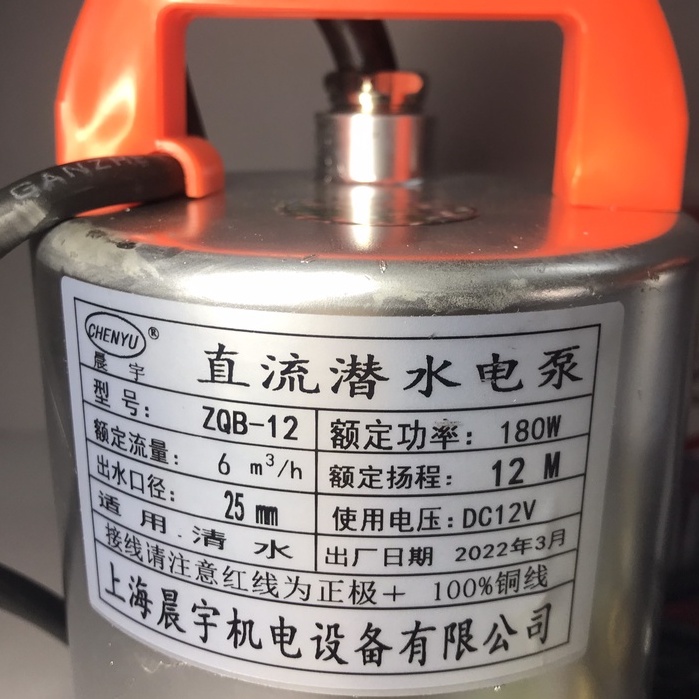 GANZHE
CHENYU ® 直流潜水电泵
晨宇
型号: ZQB-12 额定功率: 180W
额定流量: 6 m³/h 额定扬程: 12 M
出水口径: 25 mm 使用电压: DC12V
适用 清水 出厂日期 2022年3月
接线请注意红线为正极+ 100%铜线
上海晨宇机电设备有限公司